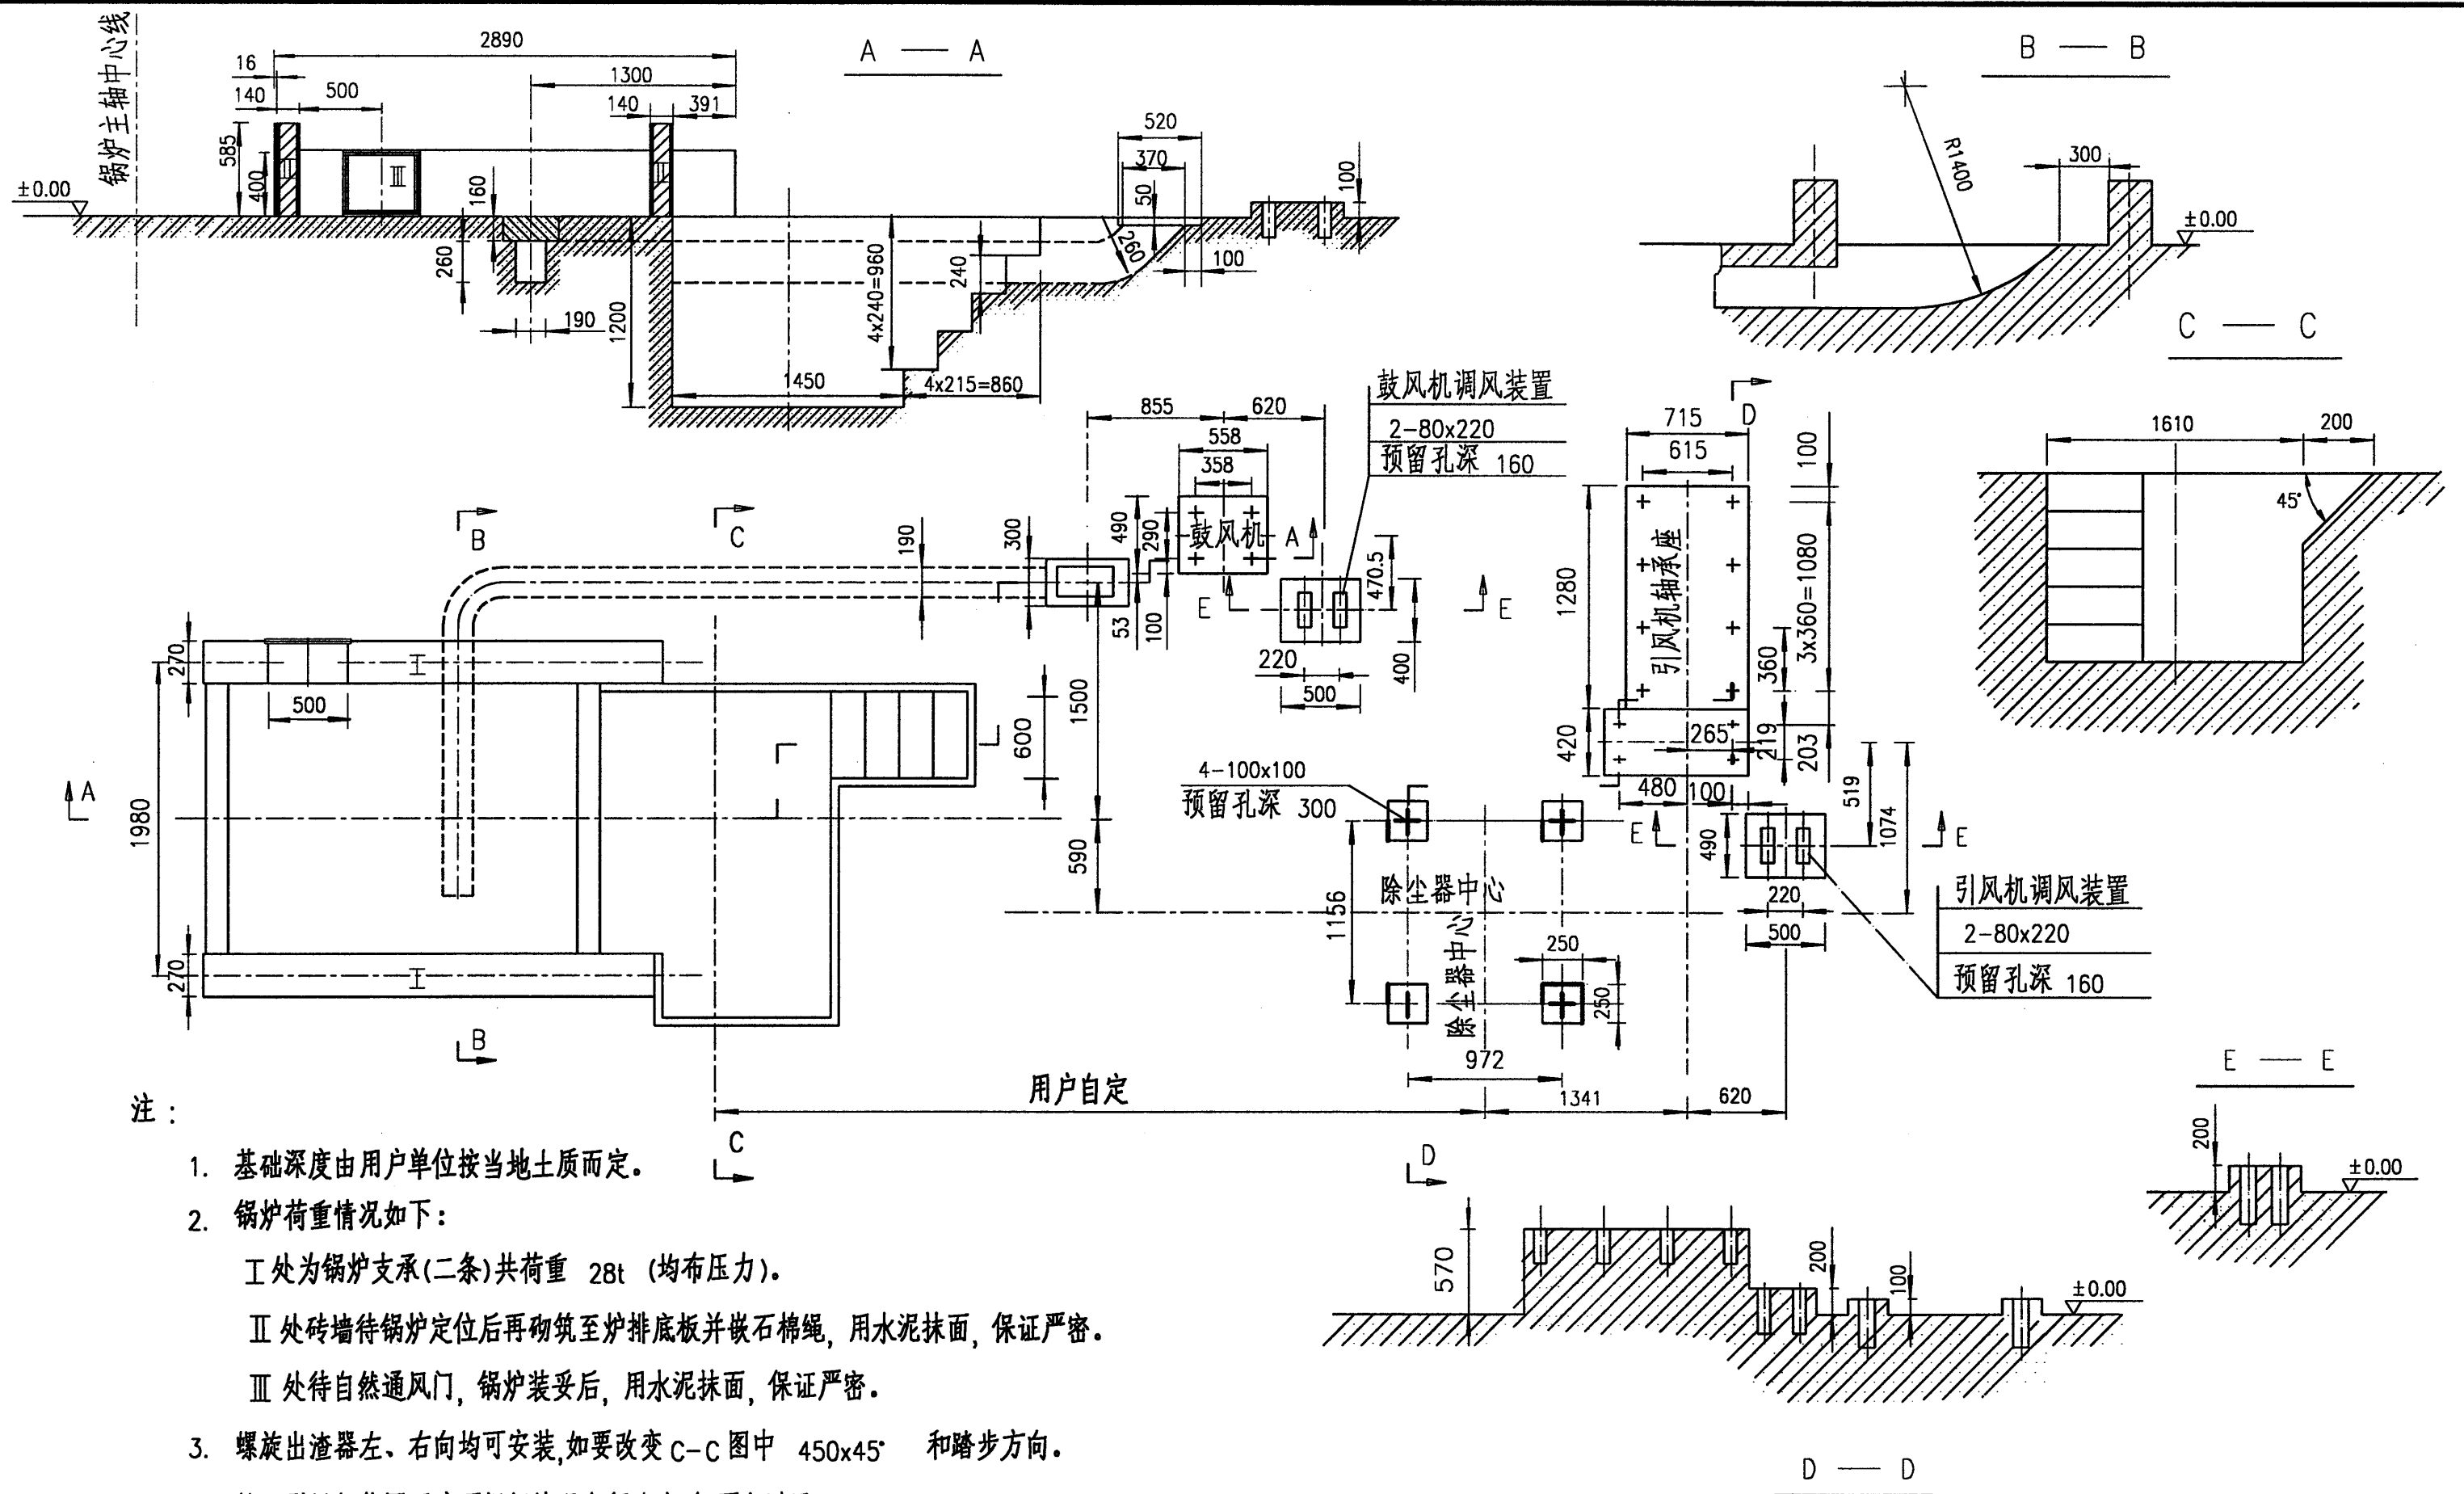 锅炉主轴中心线
±0.00
A — A
2890
16
1300
140
500
140
391
585
400
160
260
190
1200
520
370
50
100
260
100
4x240=960
240
1450
4x215=860
B — B
R1400
300
±0.00
C — C
1610
200
45°
855
620
558
358
鼓风机调风装置
2-80x220
预留孔深 160
D
715
615
100
B
C
190
300
490
290
鼓风机
A
470.5
E
E
53
100
220
500
400
1280
引风机轴承座
3x360=1080
360
420
265
219
203
480
100
270
500
I
1500
600
A
1980
590
270
I
B
4-100x100
预留孔深 300
1156
除尘器中心
除尘器中心
250
250
972
519
1074
E
E
490
220
500
引风机调风装置
2-80x220
预留孔深 160
用户自定
1341
620
C
D
E — E
200
±0.00
570
200
100
±0.00
D — D
II
III
II
注：
1. 基础深度由用户单位按当地土质而定。
2. 锅炉荷重情况如下：
I 处为锅炉支承(二条)共荷重 28t (均布压力)。
II 处砖墙待锅炉定位后再砌筑至炉排底板并嵌石棉绳, 用水泥抹面, 保证严密。
III 处待自然通风门, 锅炉装妥后, 用水泥抹面, 保证严密。
3. 螺旋出渣器左、右向均可安装,如要改变 C-C 图中 450x45° 和踏步方向。